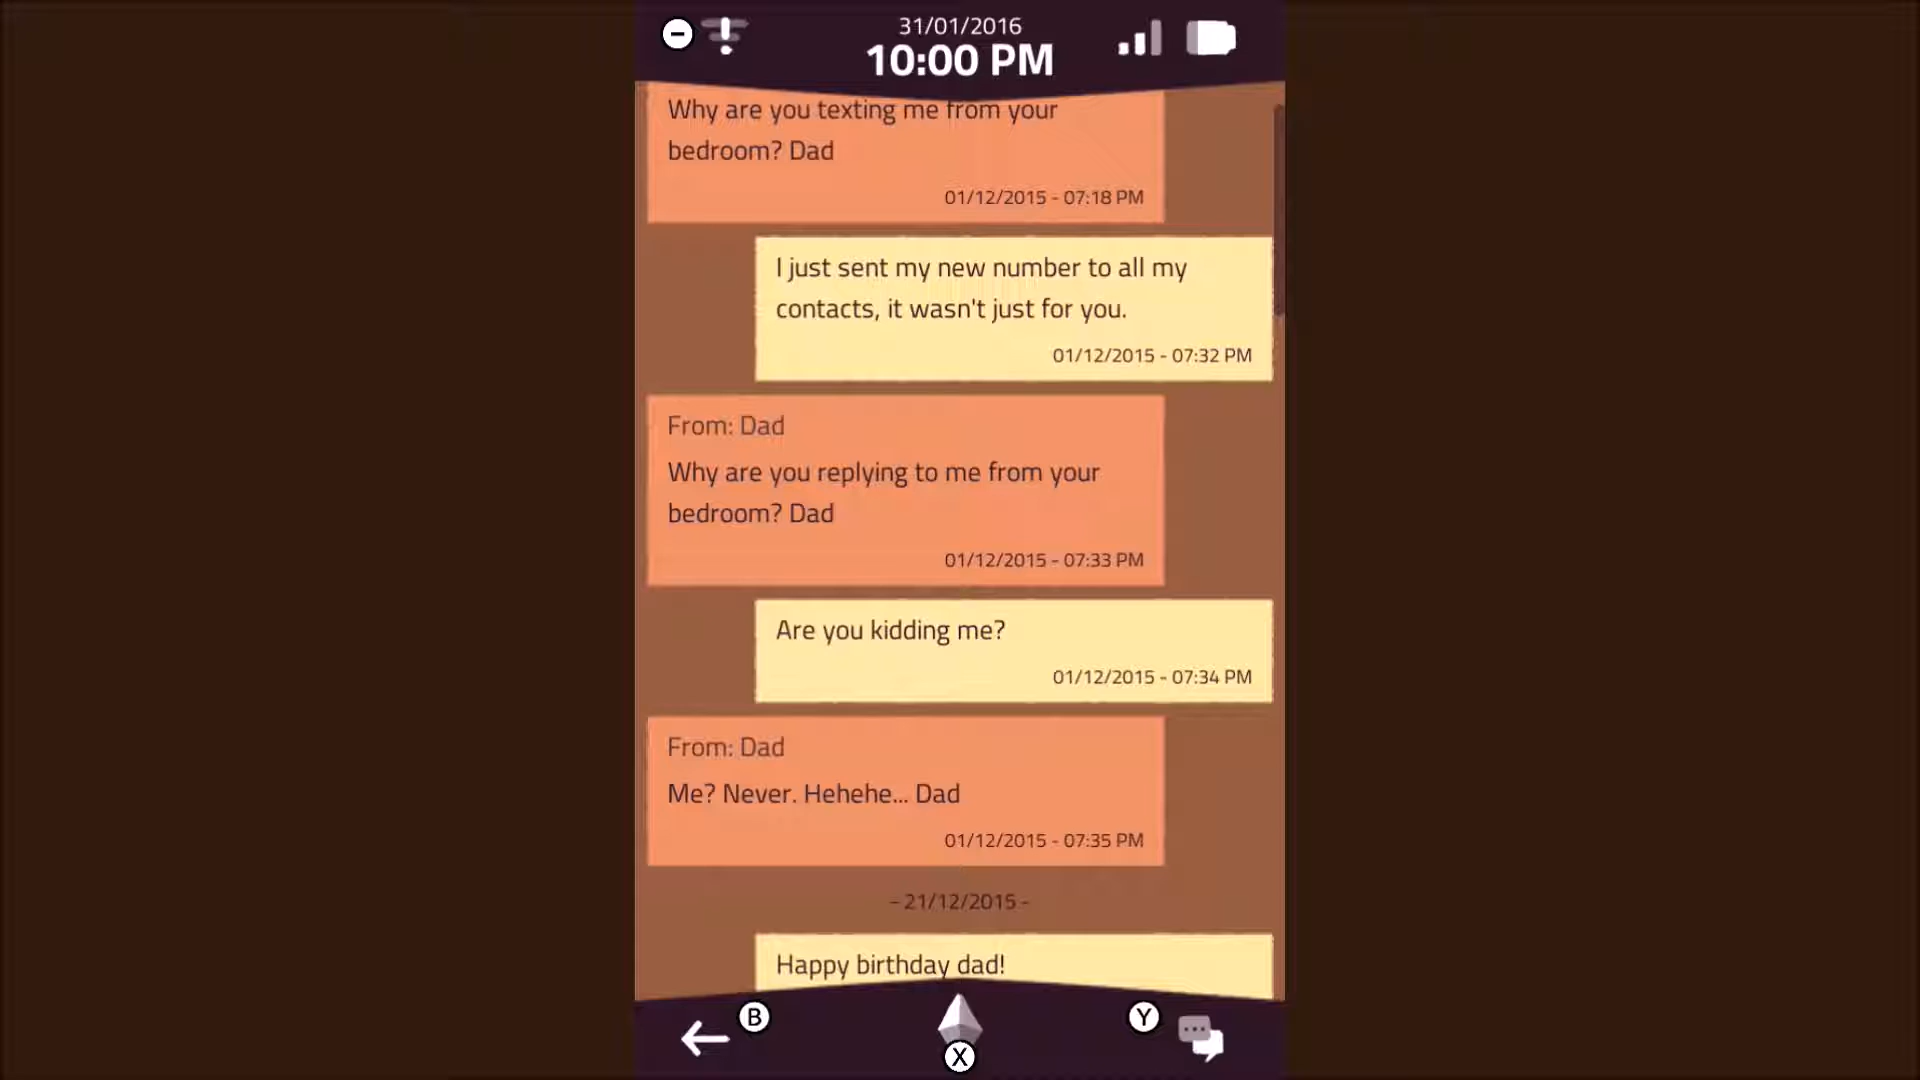 31/01/2016
10:00 PM
Why are you texting me from your
bedroom? Dad
01/12/2015 - 07:18 PM
I just sent my new number to all my
contacts, it wasn't just for you.
01/12/2015 - 07:32 PM
From: Dad
Why are you replying to me from your
bedroom? Dad
01/12/2015 - 07:33 PM
Are you kidding me?
01/12/2015 - 07:34 PM
From: Dad
Me? Never. Hehehe... Dad
01/12/2015 - 07:35 PM
- 21/12/2015 -
Happy birthday dad!
B
X
Y